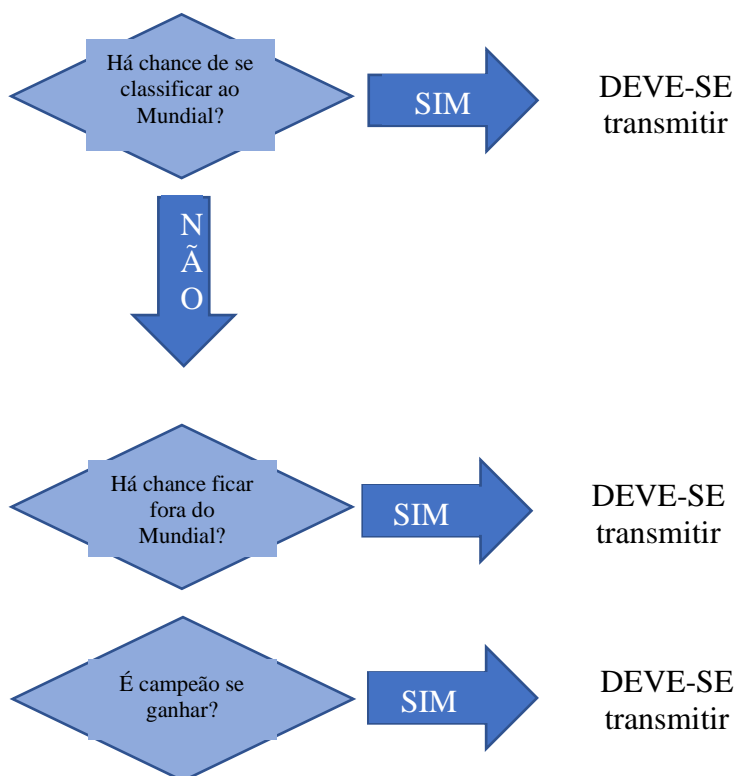 Há chance de se
classificar ao
Mundial?
SIM
DEVE-SE
transmitir
N
Ã
O
Há chance ficar
fora do
Mundial?
SIM
DEVE-SE
transmitir
É campeão se
ganhar?
SIM
DEVE-SE
transmitir